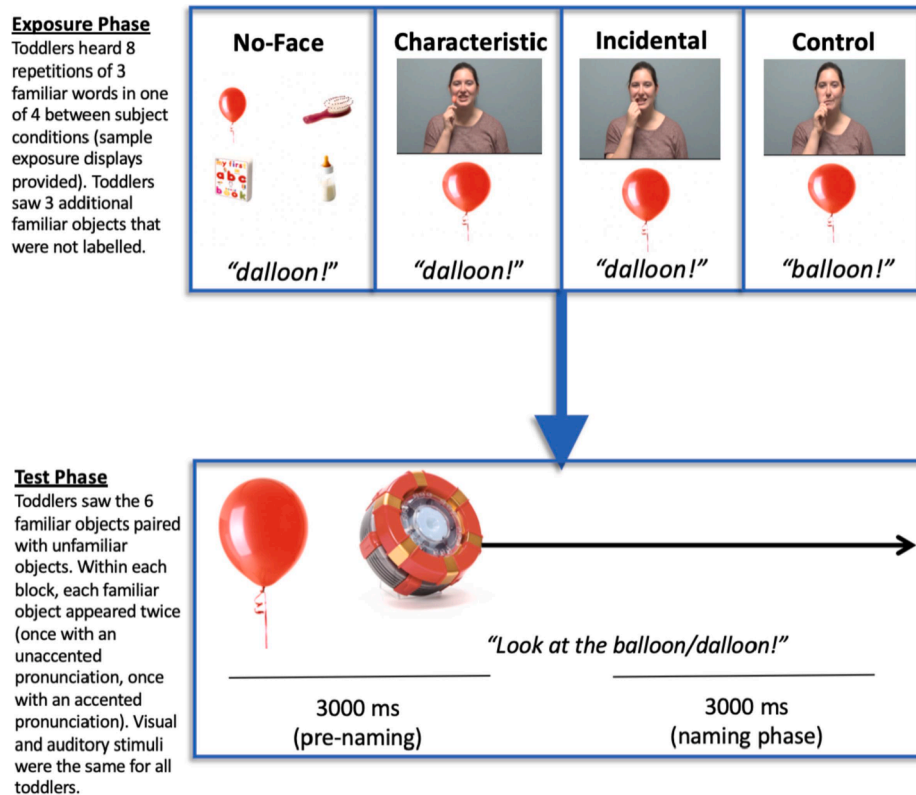 Exposure Phase
Toddlers heard 8
repetitions of 3
familiar words in one
of 4 between subject
conditions (sample
exposure displays
provided). Toddlers
saw 3 additional
familiar objects that
were not labelled.
No-Face
Characteristic
Incidental
Control
my first
abc
book
“dalloon!”
“dalloon!”
“dalloon!”
“balloon!”
Test Phase
Toddlers saw the 6
familiar objects paired
with unfamiliar
objects. Within each
block, each familiar
object appeared twice
(once with an
unaccented
pronunciation, once
with an accented
pronunciation). Visual
and auditory stimuli
were the same for all
toddlers.
“Look at the balloon/dalloon!”
3000 ms
(pre-naming)
3000 ms
(naming phase)